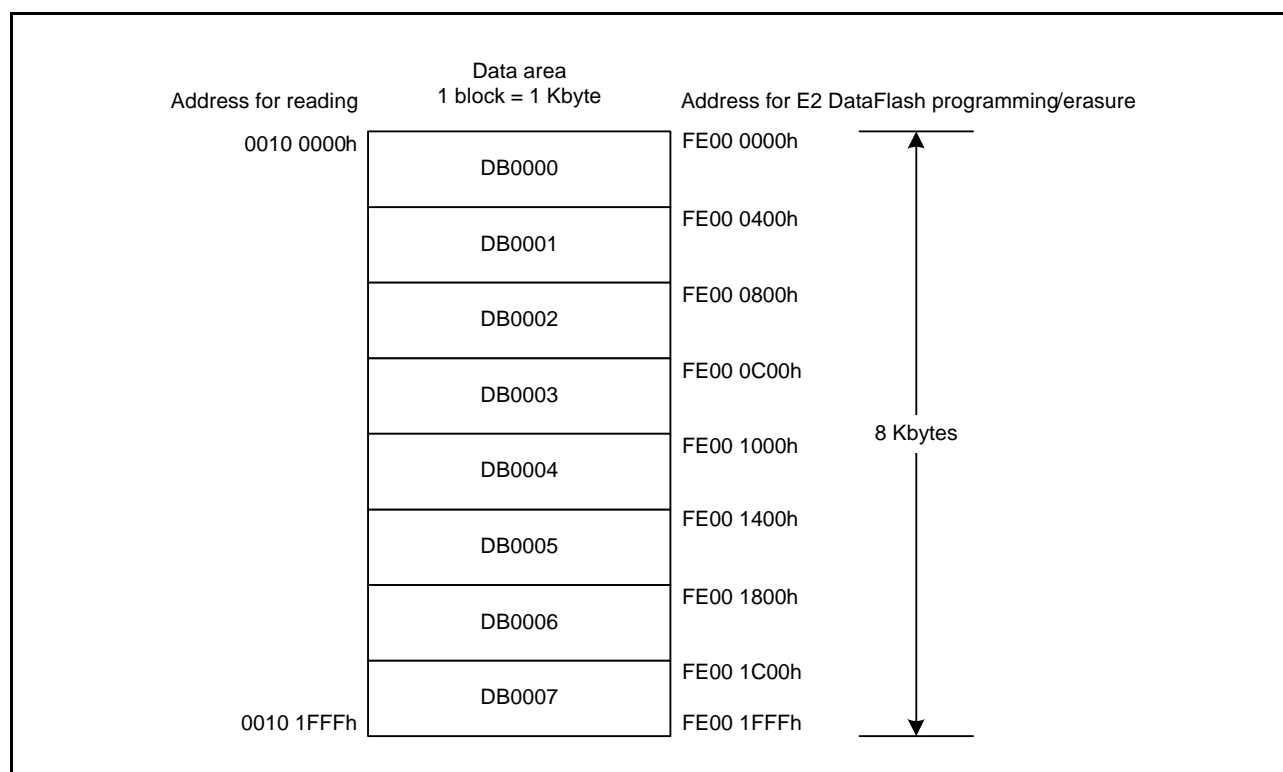 Data area
1 block = 1 Kbyte
Address for reading
Address for E2 DataFlash programming/erasure
0010 0000h
FE00 0000h
DB0000
FE00 0400h
DB0001
FE00 0800h
DB0002
FE00 0C00h
DB0003
FE00 1000h
8 Kbytes
DB0004
FE00 1400h
DB0005
FE00 1800h
DB0006
FE00 1C00h
DB0007
0010 1FFFh
FE00 1FFFh